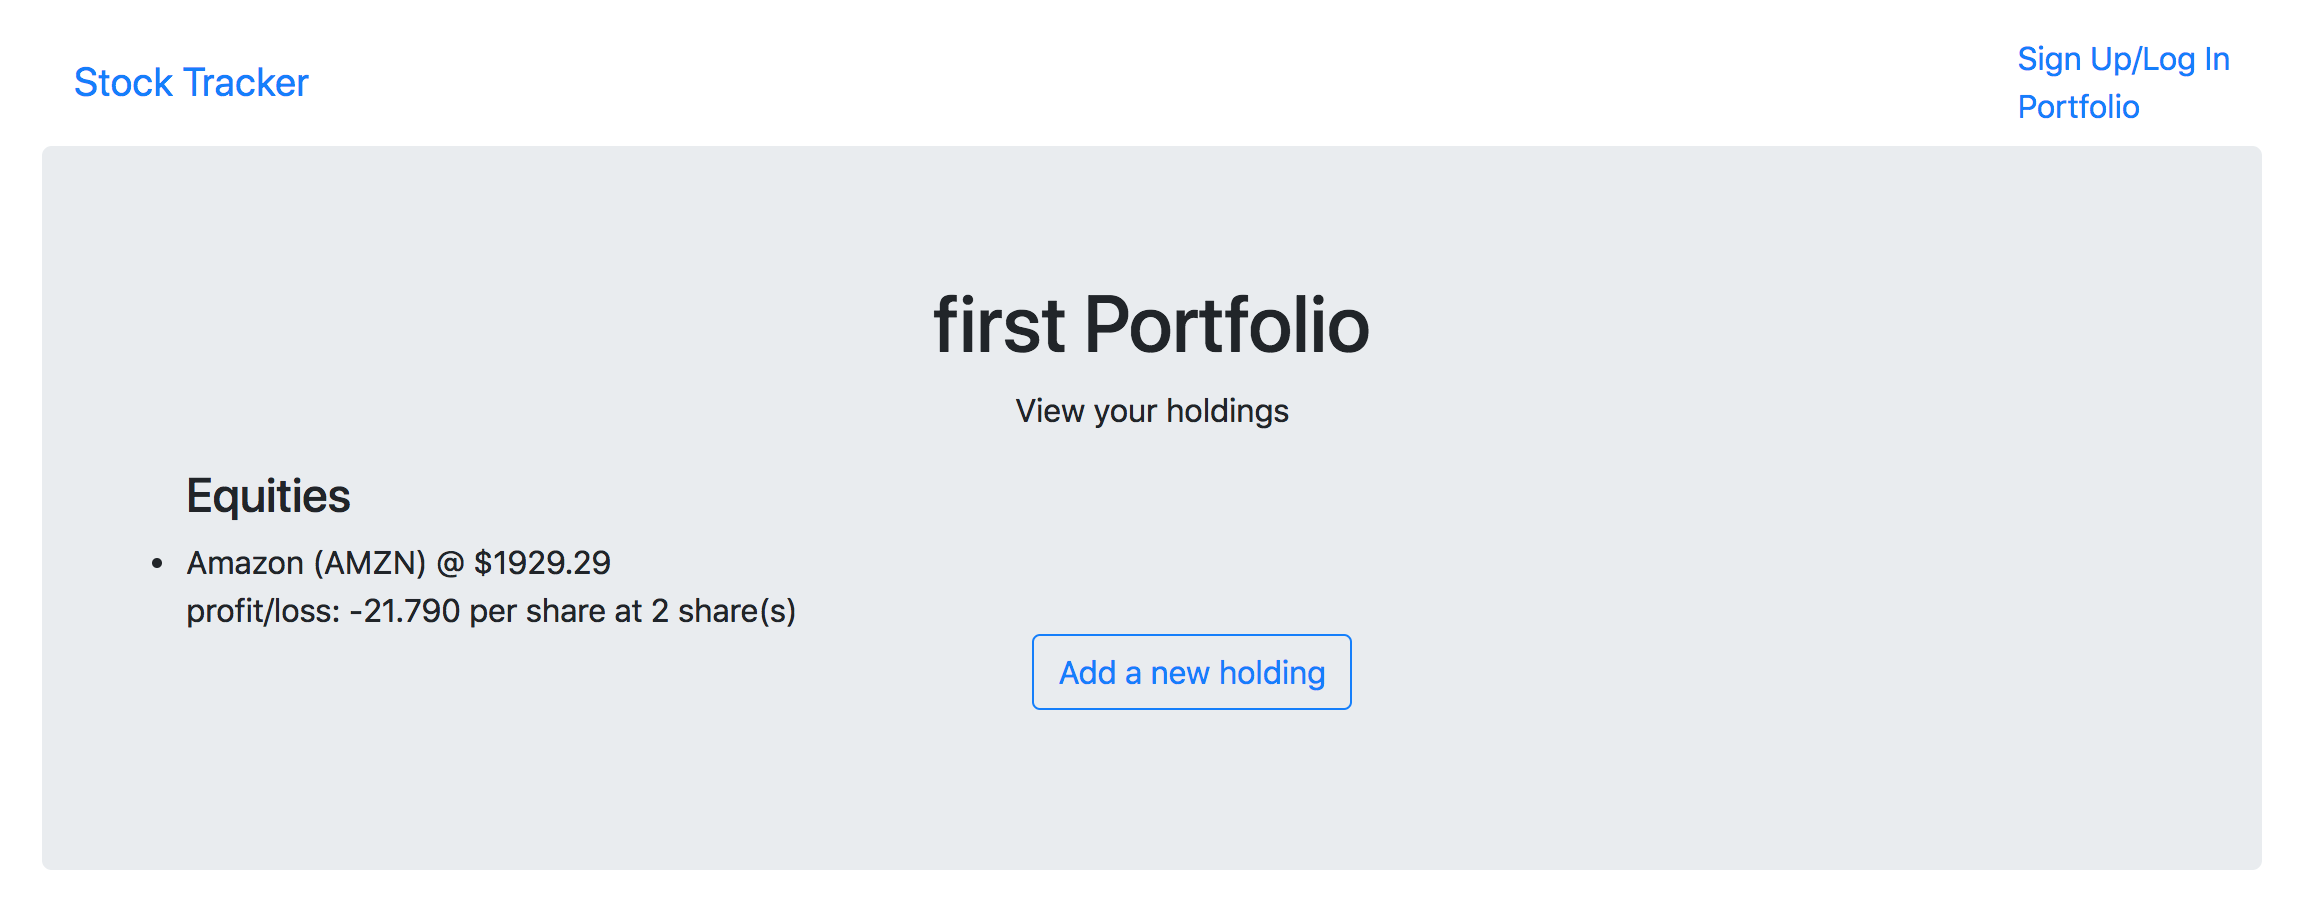 Stock Tracker
Sign Up/Log In
Portfolio
first Portfolio
View your holdings
Equities
• Amazon (AMZN) @ $1929.29
profit/loss: -21.790 per share at 2 share(s)
Add a new holding